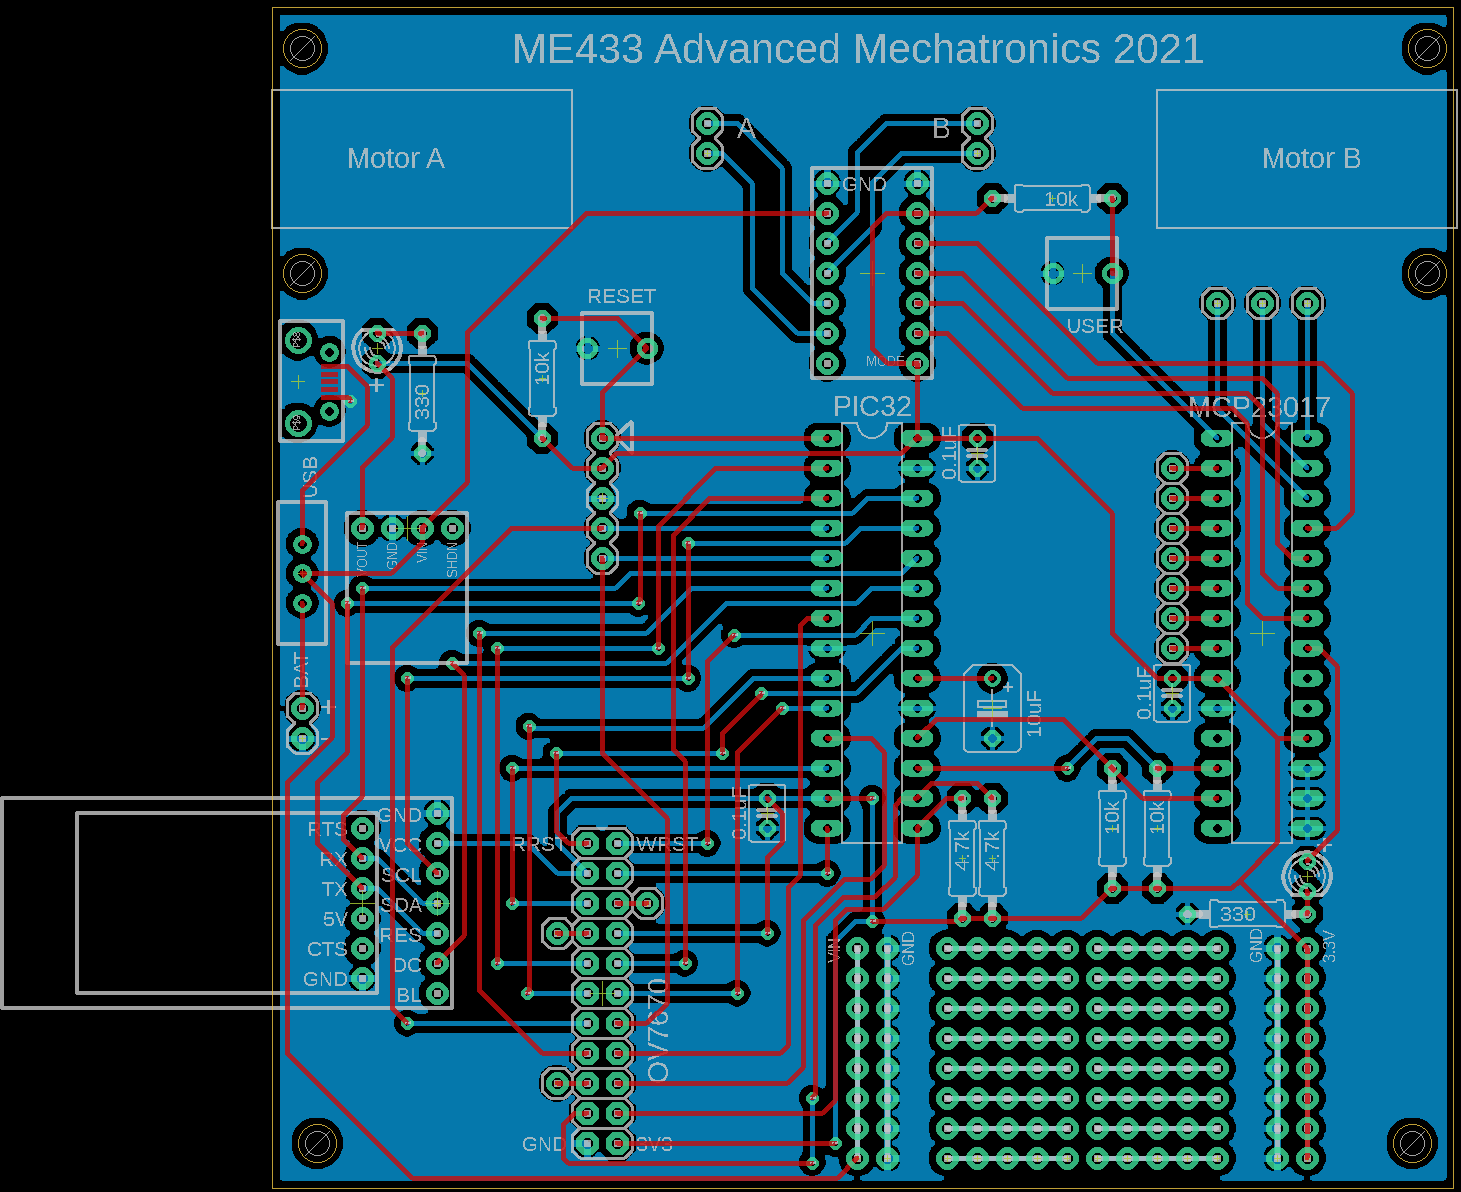 ME433 Advanced Mechatronics 2021
Motor A
A
B
Motor B
GND
10k
RESET
USER
MODE
330
10k
PIC32
MCP23017
0.1uF
USB
VOUT
GND
VIN
SHDN
BAT
+
-
+
10uF
0.1uF
0.1uF
RTS
RX
TX
5V
CTS
GND
GND
VCC
SCL
SDA
RES
DC
BL
RRST
WRST
4.7k
4.7k
10k
10k
330
VIN
GND
GND
3.3V
OV7670
GND
3V3